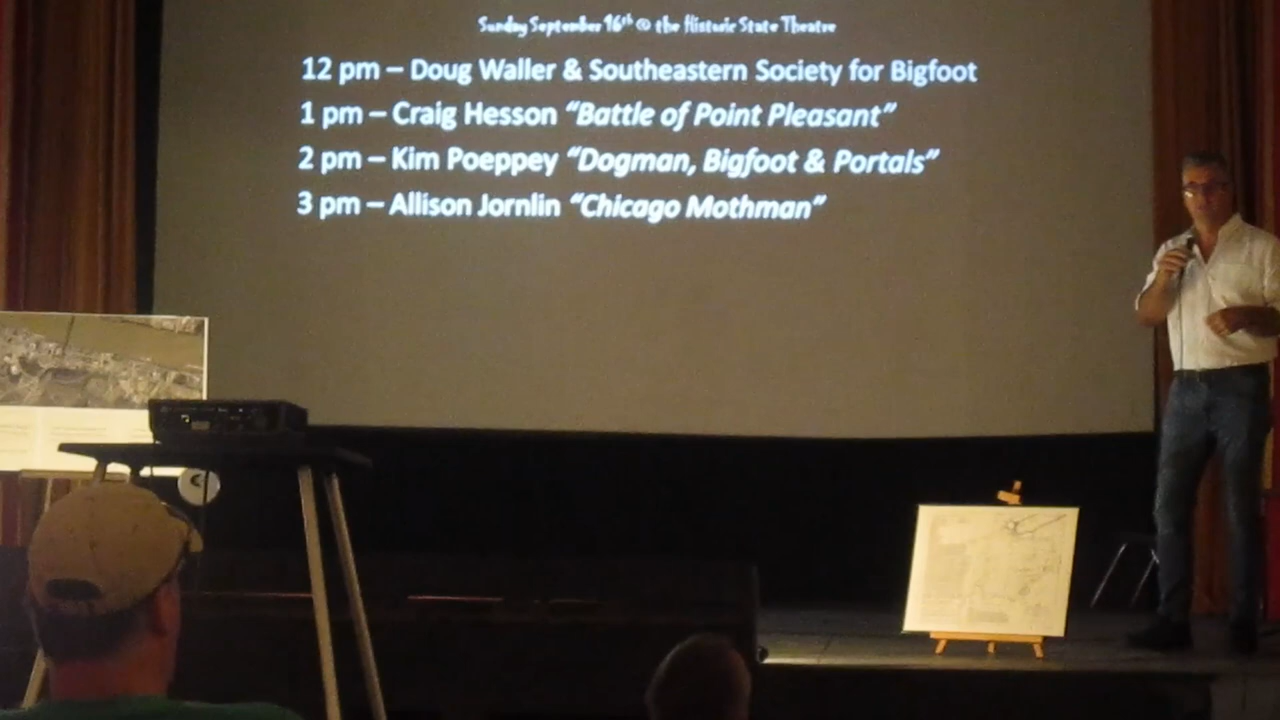 Sunday September 16th @ the Historic State Theatre
12 pm – Doug Waller & Southeastern Society for Bigfoot
1 pm – Craig Hesson “Battle of Point Pleasant”
2 pm – Kim Poeppey “Dogman, Bigfoot & Portals”
3 pm – Allison Jornlin “Chicago Mothman”